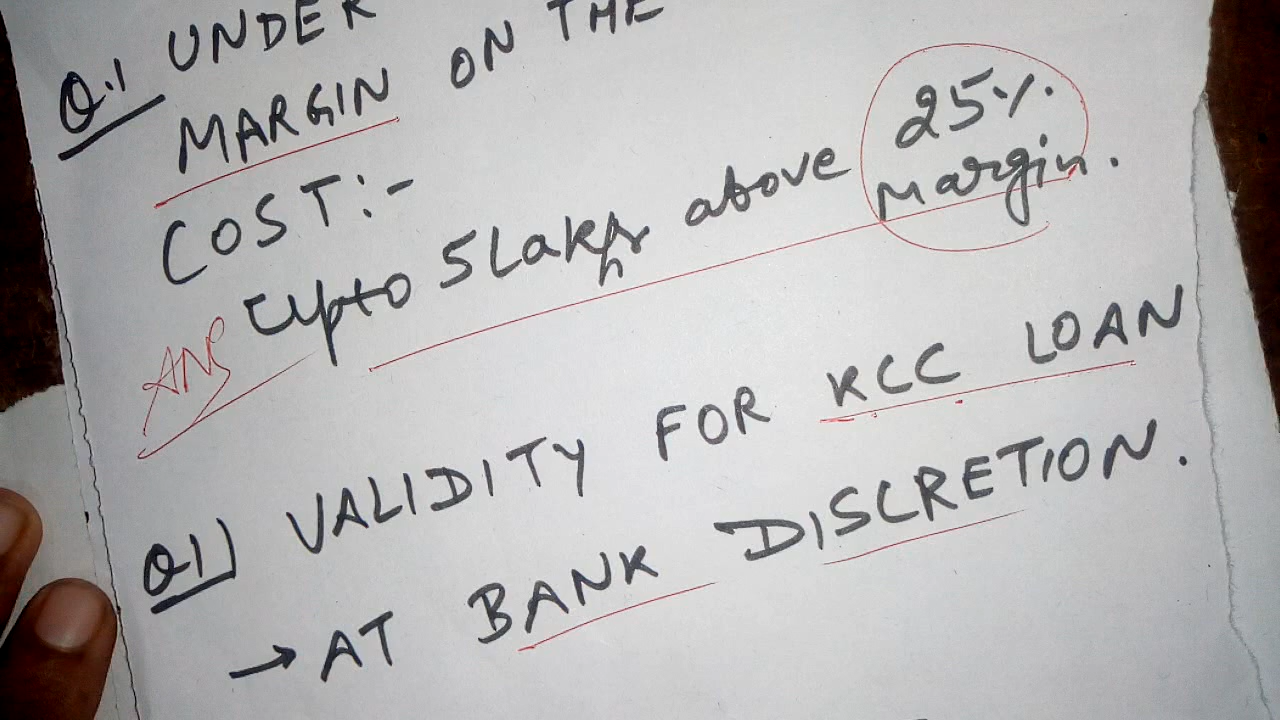 Q.1 UNDER
MARGIN ON THE
COST:-
ANS Upto 5 Lakh above 25%
Margin.
Q1) VALIDITY FOR KCC LOAN
→ AT BANK DISCRETION.